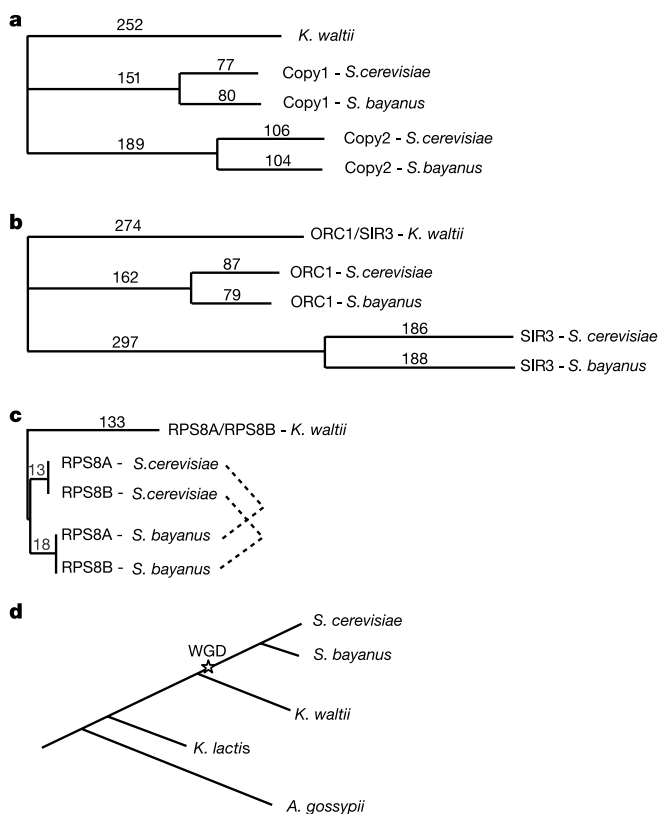 a
252
K. waltii
77
151
Copy1 - S.cerevisiae
80
Copy1 - S. bayanus
106
189
Copy2 - S.cerevisiae
104
Copy2 - S.bayanus
b
274
ORC1/SIR3 - K. waltii
87
162
ORC1 - S.cerevisiae
79
ORC1 - S.bayanus
186
297
SIR3 - S. cerevisiae
188
SIR3 - S. bayanus
c
133
RPS8A/RPS8B - K. waltii
13
RPS8A - S.cerevisiae
RPS8B - S.cerevisiae
RPS8A - S. bayanus
18
RPS8B - S. bayanus
d
S. cerevisiae
WGD
S. bayanus
K. waltii
K. lactis
A. gossypii